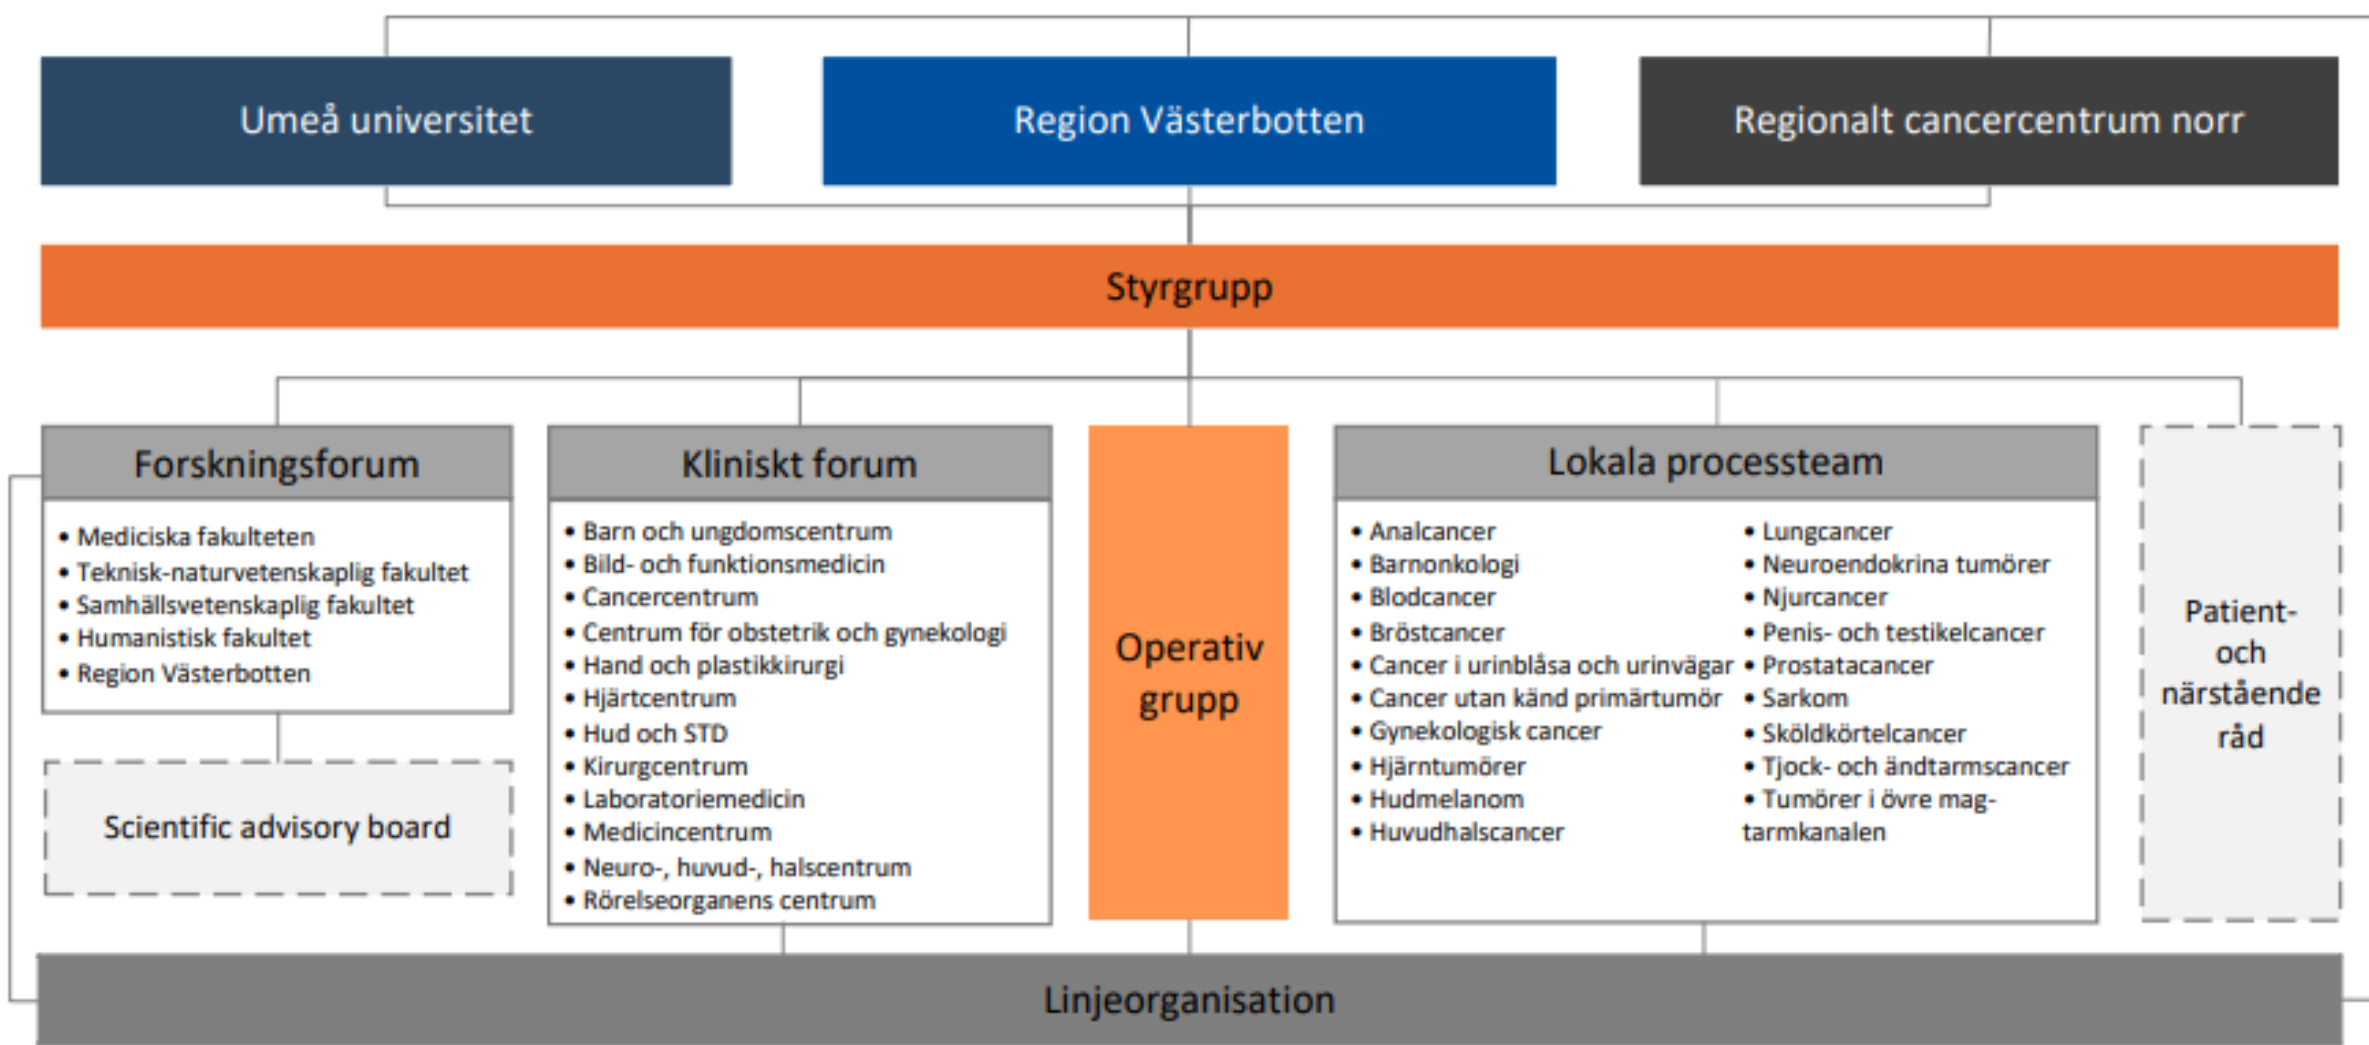 Umeå universitet
Region Västerbotten
Regionalt cancercentrum norr
Styrgrupp
Forskningsforum
• Mediciska fakulteten
• Teknisk-naturvetenskaplig fakultet
• Samhällsvetenskaplig fakultet
• Humanistisk fakultet
• Region Västerbotten
Scientific advisory board
Kliniskt forum
• Barn och ungdomscentrum
• Bild- och funktionsmedicin
• Cancercentrum
• Centrum för obstetrik och gynekologi
• Hand och plastikkirurgi
• Hjärtcentrum
• Hud och STD
• Kirurgcentrum
• Laboratoriemedicin
• Medicincentrum
• Neuro-, huvud-, halscentrum
• Rörelseorganens centrum
Operativ
grupp
Lokala processteam
• Analcancer
• Barnonkologi
• Blodcancer
• Bröstcancer
• Cancer i urinblåsa och urinvägar
• Cancer utan känd primärtumör
• Gynekologisk cancer
• Hjärntumörer
• Hudmelanom
• Huvudhalscancer
• Lungcancer
• Neuroendokrina tumörer
• Njurcancer
• Penis- och testikelcancer
• Prostatacancer
• Sarkom
• Sköldkörtelcancer
• Tjock- och ändtarmscancer
• Tumörer i övre mag-
tarmkanalen
Patient-
och
närstående
råd
Linjeorganisation